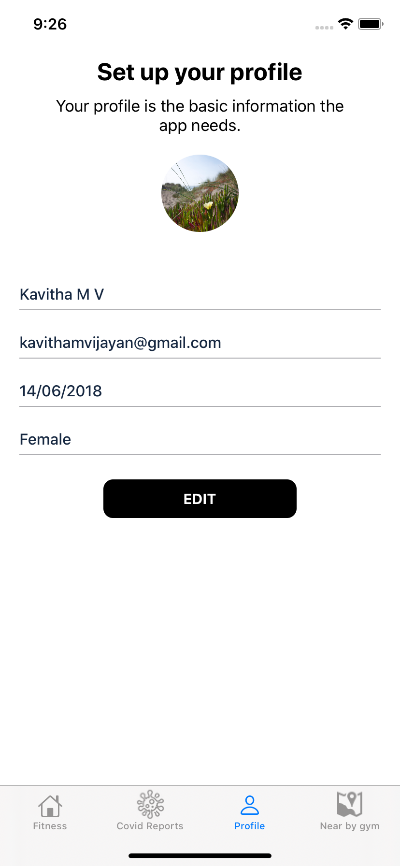 9:26
Set up your profile
Your profile is the basic information the
app needs.
Kavitha M V
kavithamvijayan@gmail.com
14/06/2018
Female
EDIT
Fitness
Covid Reports
Profile
Near by gym